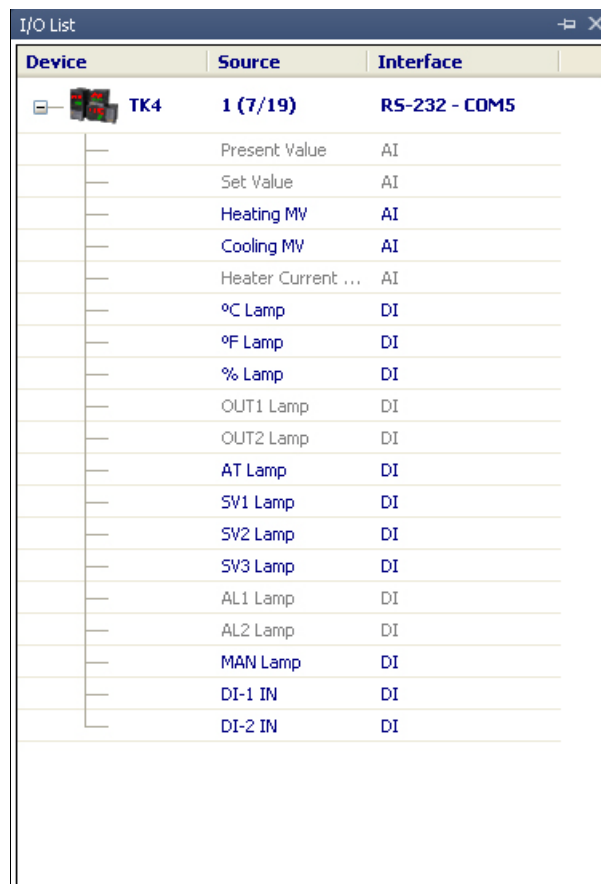 I/O List
Device Source Interface
TK4 1 (7/19) RS-232 - COM5
Present Value AI
Set Value AI
Heating MV AI
Cooling MV AI
Heater Current ... AI
ºC Lamp DI
ºF Lamp DI
% Lamp DI
OUT1 Lamp DI
OUT2 Lamp DI
AT Lamp DI
SV1 Lamp DI
SV2 Lamp DI
SV3 Lamp DI
AL1 Lamp DI
AL2 Lamp DI
MAN Lamp DI
DI-1 IN DI
DI-2 IN DI